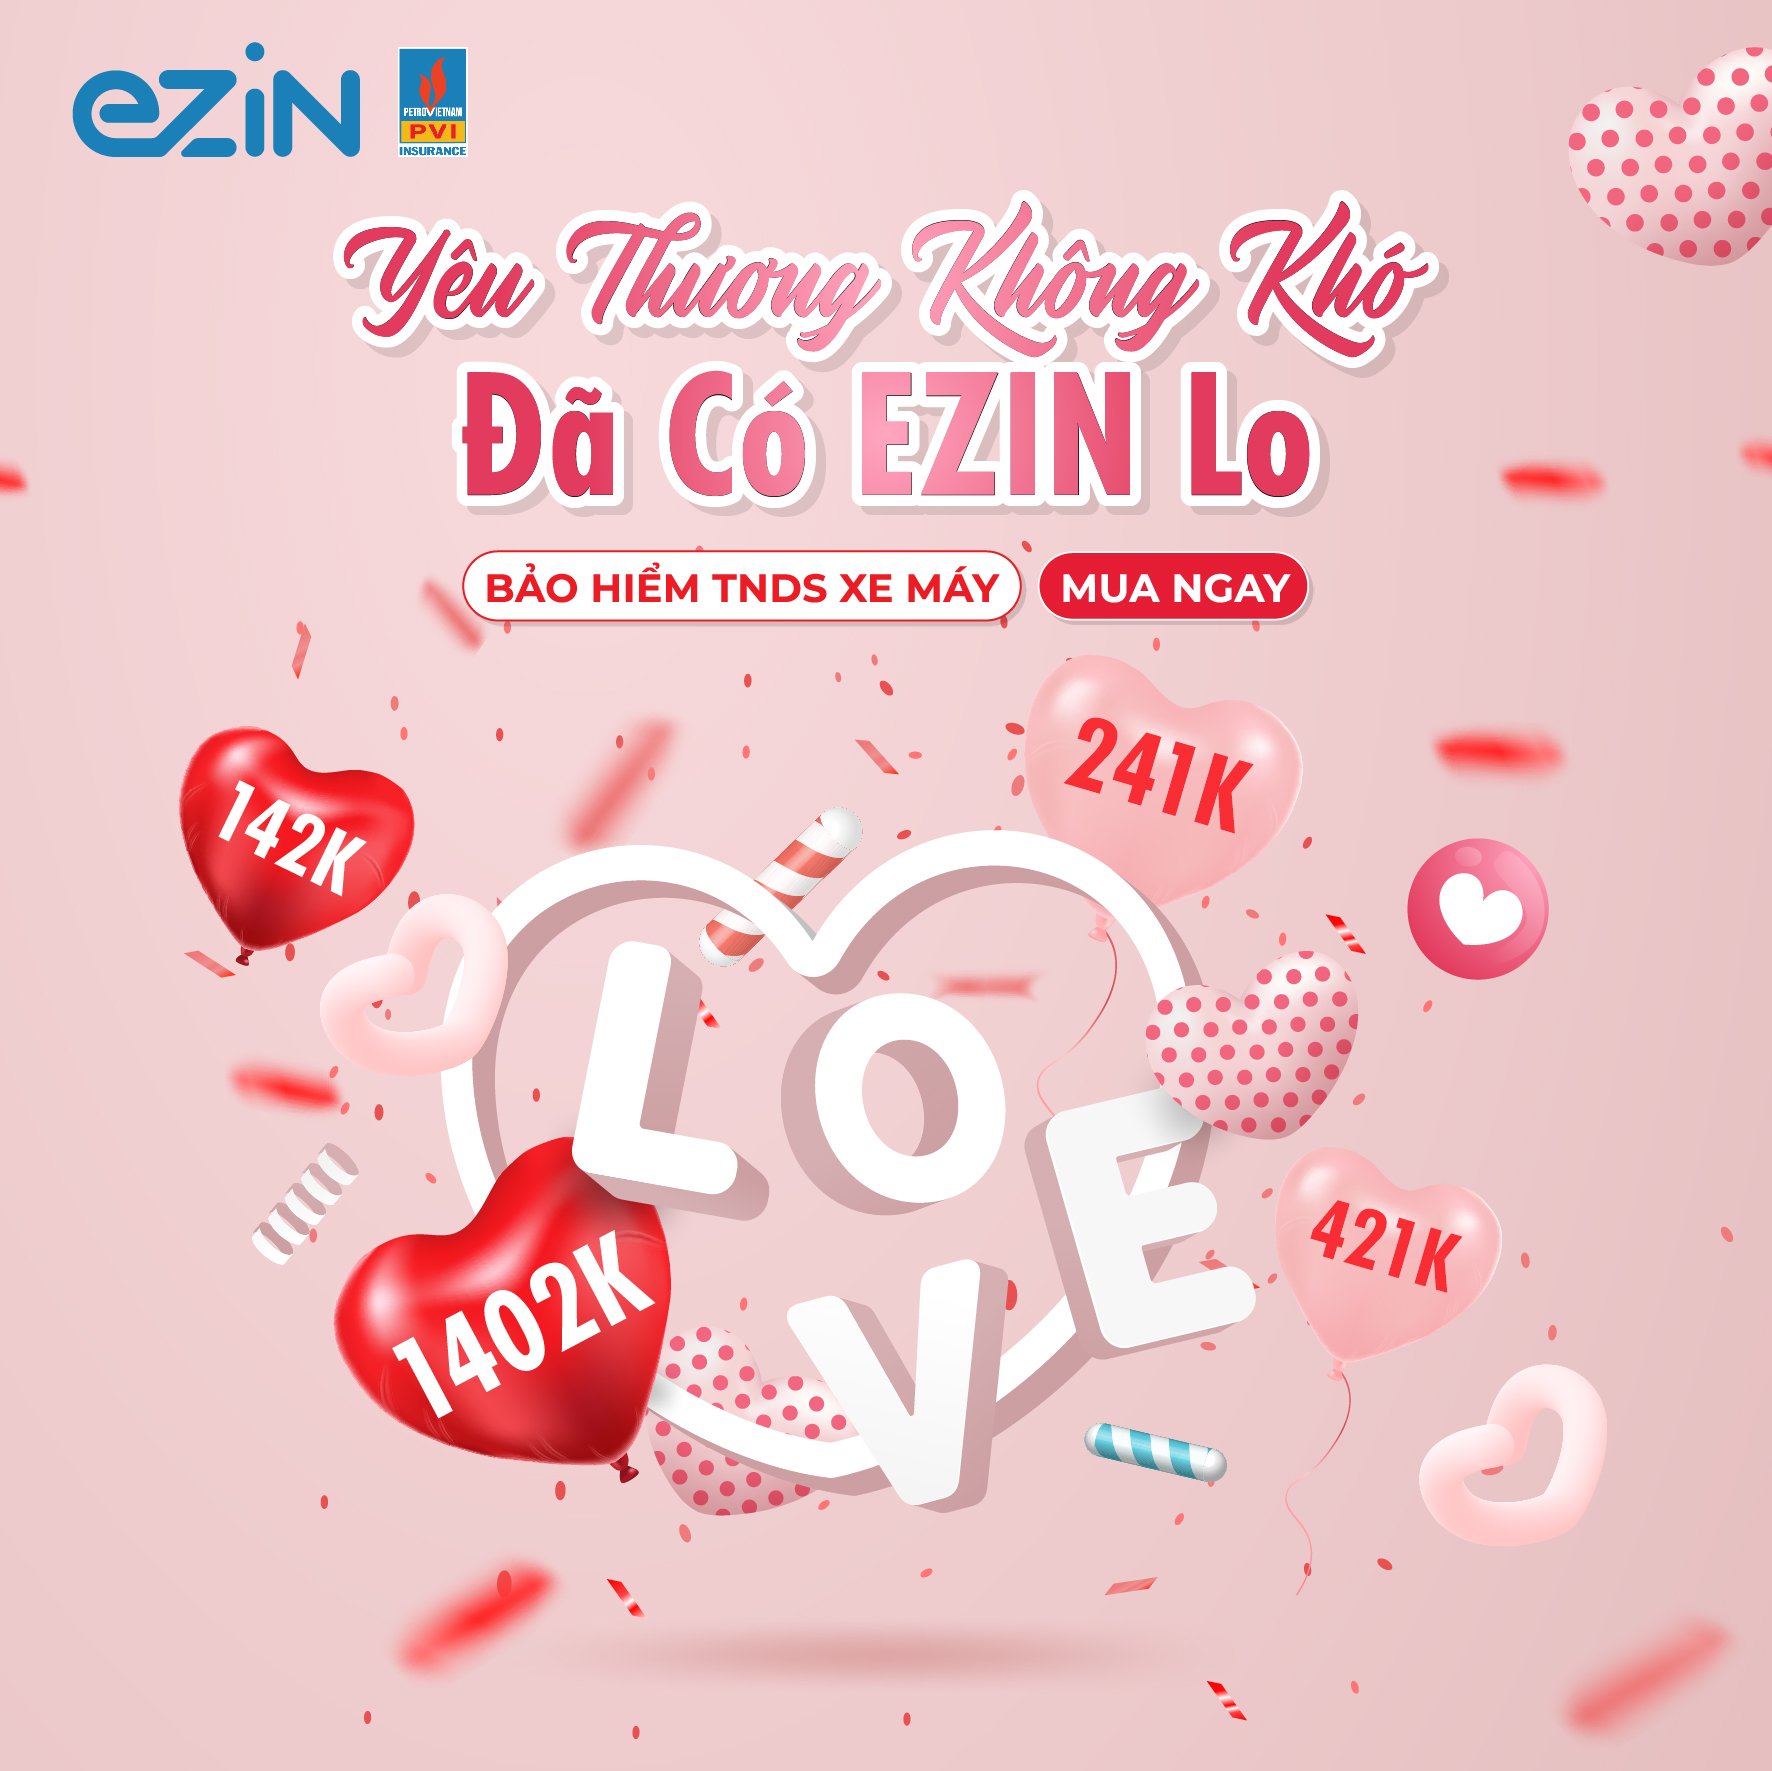 eZiN
PETROVIETNAM
PVI
INSURANCE
Yêu Thương Không Khó
Đã Có EZIN Lo
BẢO HIỂM TNDS XE MÁY
MUA NGAY
241K
142K
LOVE
421K
1402K